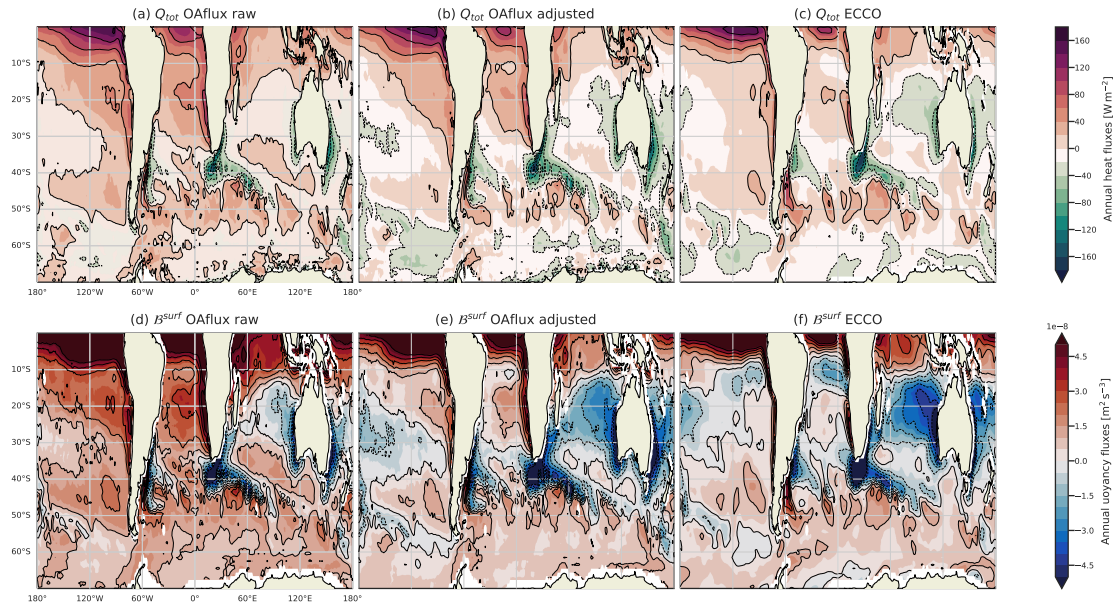 (a) Q_tot OAflux raw
(b) Q_tot OAflux adjusted
(c) Q_tot ECCO
10°S
20°S
30°S
40°S
50°S
60°S
180° 120°W 60°W 0° 60°E 120°E 180°
160
120
80
40
0
−40
−80
−120
−160
Annual heat fluxes [W m⁻²]
(d) ℬ^surf OAflux raw
(e) ℬ^surf OAflux adjusted
(f) ℬ^surf ECCO
10°S
20°S
30°S
40°S
50°S
60°S
180° 120°W 60°W 0° 60°E 120°E 180°
1e−8
4.5
3.0
1.5
−0.0
−1.5
−3.0
−4.5
Annual uoyancy fluxes [m² s⁻³]